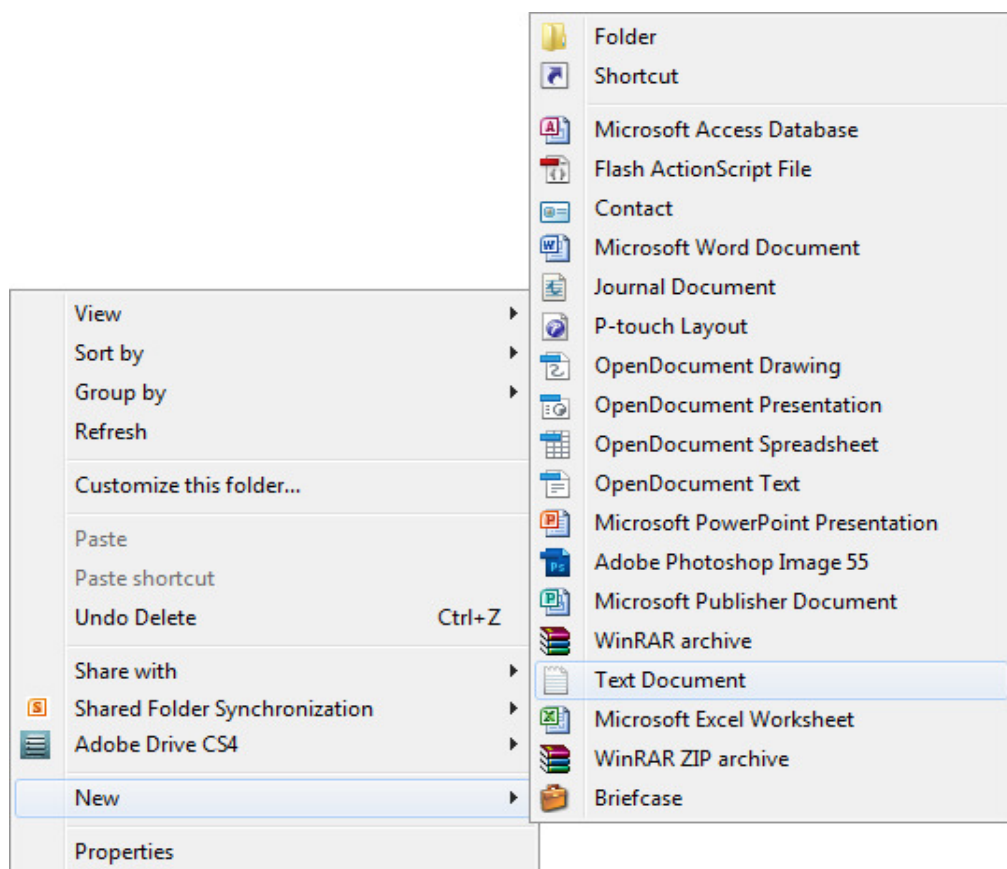 View
Sort by
Group by
Refresh
Customize this folder...
Paste
Paste shortcut
Undo Delete Ctrl+Z
Share with
Shared Folder Synchronization
Adobe Drive CS4
New
Properties
Folder
Shortcut
Microsoft Access Database
Flash ActionScript File
Contact
Microsoft Word Document
Journal Document
P-touch Layout
OpenDocument Drawing
OpenDocument Presentation
OpenDocument Spreadsheet
OpenDocument Text
Microsoft PowerPoint Presentation
Adobe Photoshop Image 55
Microsoft Publisher Document
WinRAR archive
Text Document
Microsoft Excel Worksheet
WinRAR ZIP archive
Briefcase